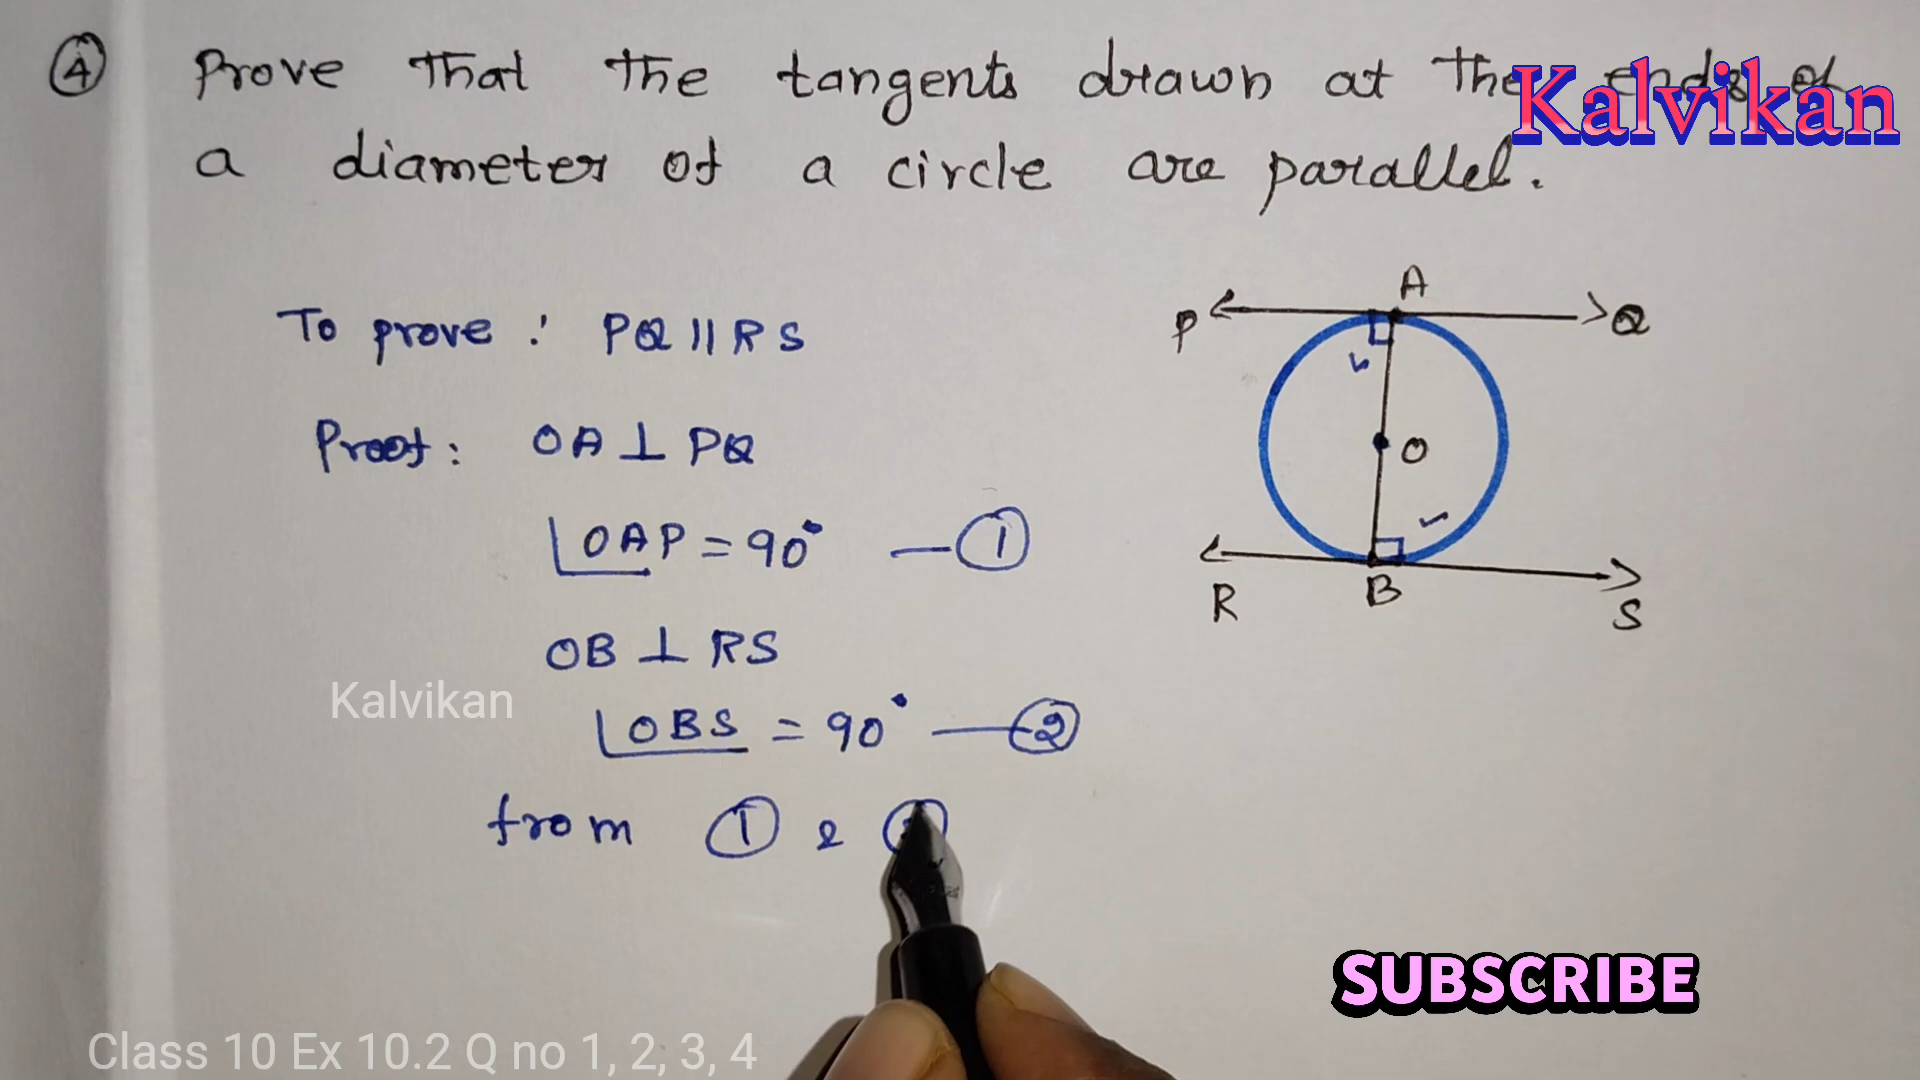 4 Prove that the tangents drawn at the ends of
Kalvikan
a diameter of a circle are parallel.
To prove : PQ || RS
Proof : OA ⊥ PQ
∠OAP = 90° — 1
OB ⊥ RS
Kalvikan
∠OBS = 90° — 2
from 1 &
A
P
Q
O
R
B
S
SUBSCRIBE
Class 10 Ex 10.2 Q no 1, 2, 3, 4